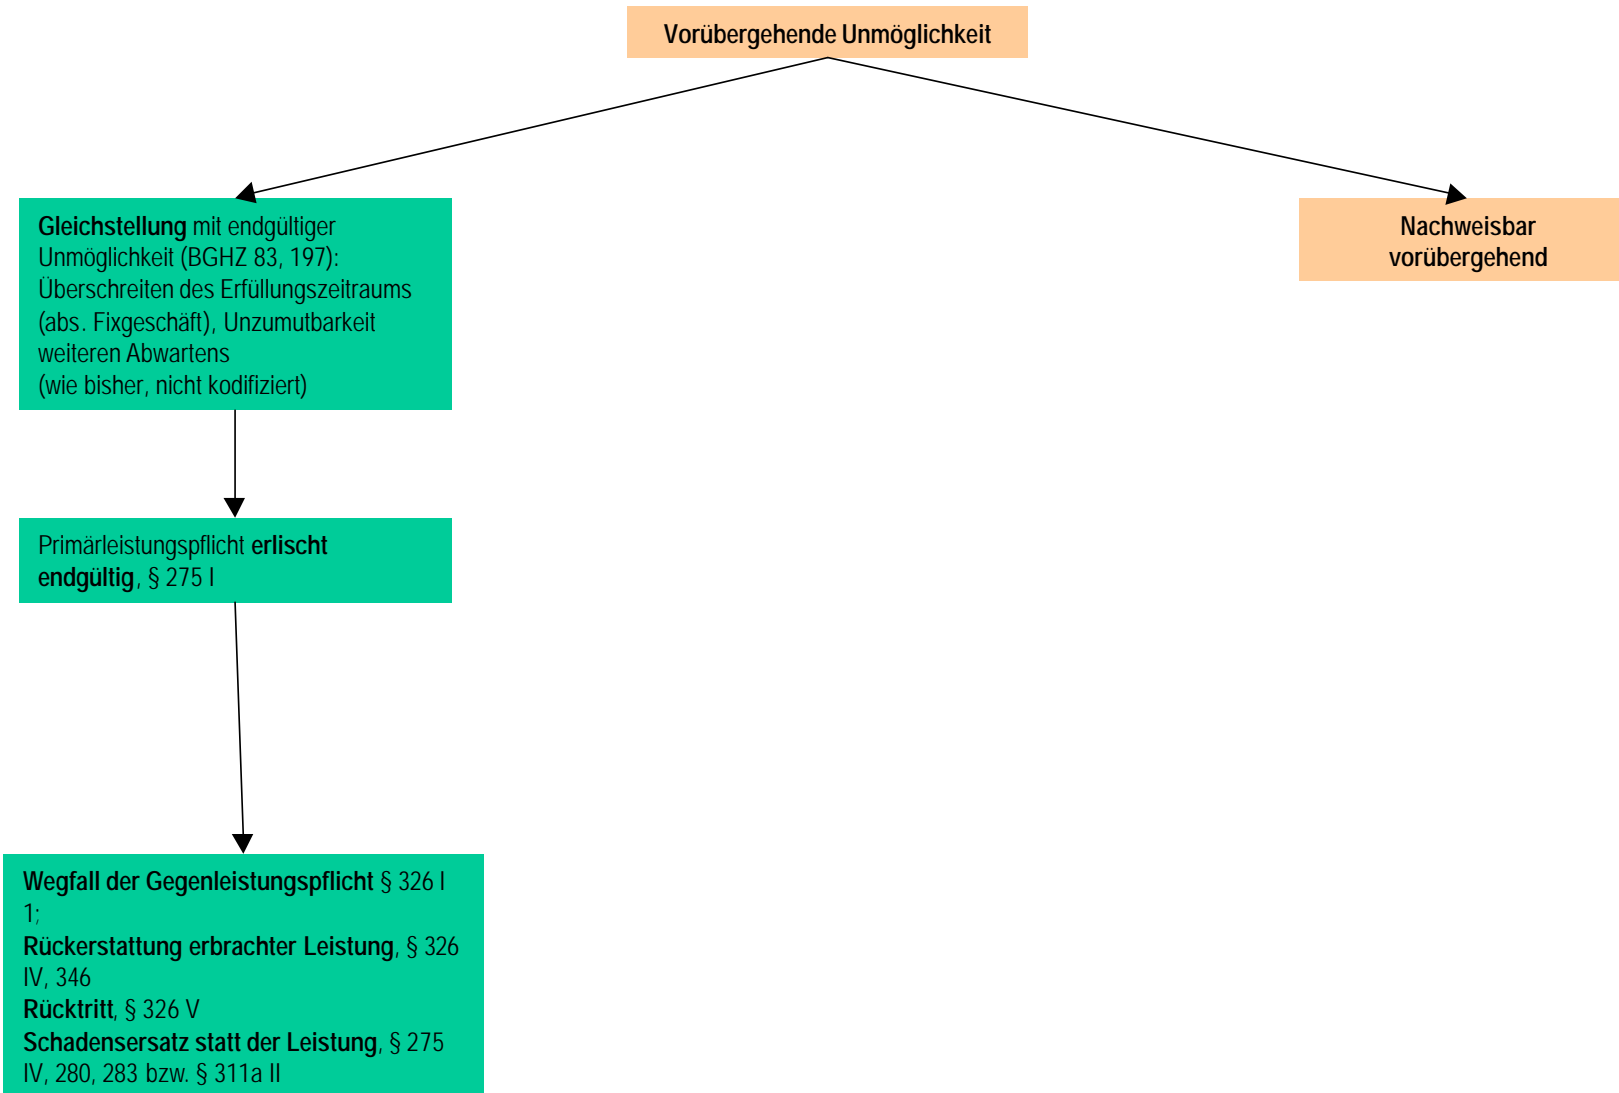 Vorübergehende Unmöglichkeit
Gleichstellung mit endgültiger
Unmöglichkeit (BGHZ 83, 197):
Überschreiten des Erfüllungszeitraums
(abs. Fixgeschäft), Unzumutbarkeit
weiteren Abwartens
(wie bisher, nicht kodifiziert)
Nachweisbar
vorübergehend
Primärleistungspflicht erlischt
endgültig, § 275 I
Wegfall der Gegenleistungspflicht § 326 I
1;
Rückerstattung erbrachter Leistung, § 326
IV, 346
Rücktritt, § 326 V
Schadensersatz statt der Leistung, § 275
IV, 280, 283 bzw. § 311a II